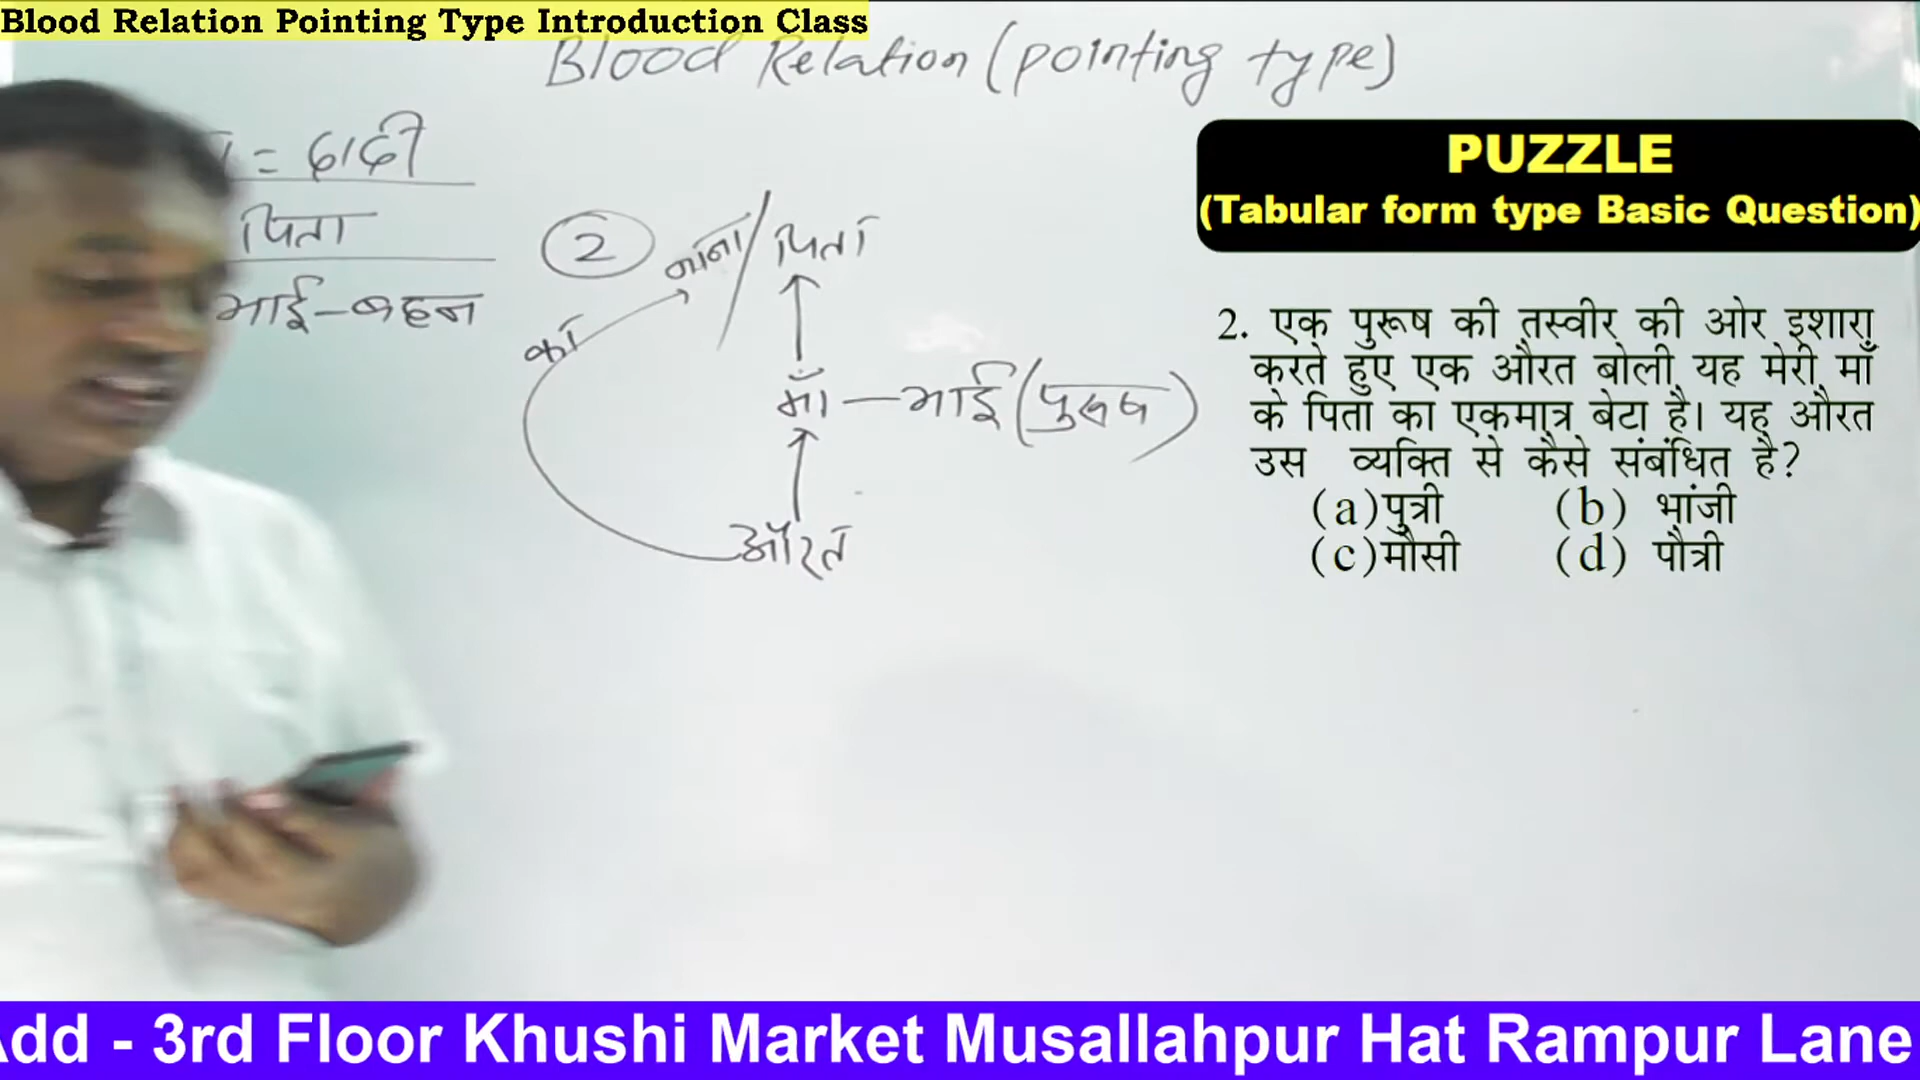 Blood Relation Pointing Type Introduction Class
Blood Relation (pointing type)
= दादी
पिता
भाई-बहन
2
नाना/पिता
का
माँ — भाई (पुरूष)
औरत
PUZZLE
(Tabular form type Basic Question)
2. एक पुरूष की तस्वीर की ओर इशारा
करते हुए एक औरत बोली, यह मेरी माँ
के पिता का एकमात्र बेटा है। यह औरत
उस व्यक्ति से कैसे संबंधित है?
(a)पुत्री (b) भांजी
(c)मौसी (d) पौत्री
Add - 3rd Floor Khushi Market Musallahpur Hat Rampur Lane